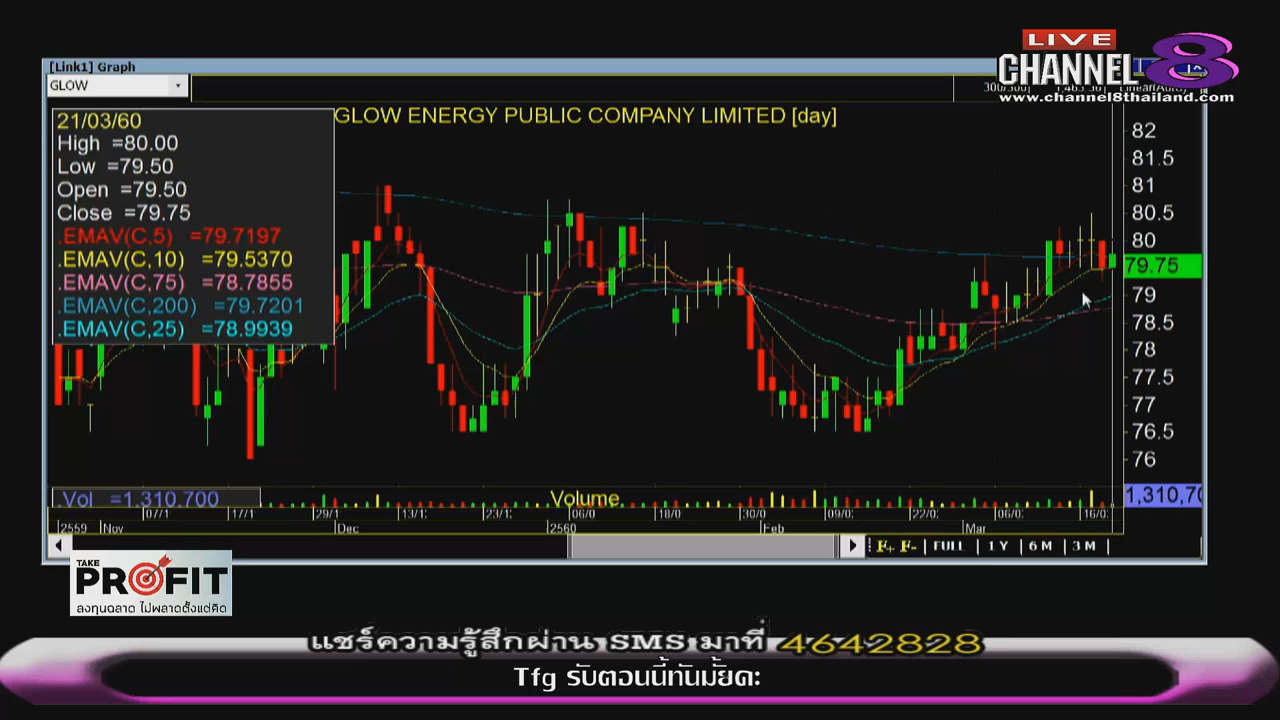 LIVE
CHANNEL 8
www.channel8thailand.com
[Link1] Graph
GLOW
GLOW ENERGY PUBLIC COMPANY LIMITED [day]
21/03/60
High =80.00
Low =79.50
Open =79.50
Close =79.75
.EMAV(C,5) =79.7197
.EMAV(C,10) =79.5370
.EMAV(C,75) =78.7855
.EMAV(C,200) =79.7201
.EMAV(C,25) =78.9939
82
81.5
81
80.5
80
79.75
79
78.5
78
77.5
77
76.5
76
.Vol =1,310,700
Volume
1,310,70
07/1 17/1 29/1 13/1 23/1 06/0 18/0 30/0 09/0 22/0 06/0 16/0
2559 Nov Dec 2560 Feb Mar
F+ F- FULL 1 Y 6 M 3 M
TAKE
PROFIT
ลงทุนฉลาด ไม่พลาดตั้งแต่คิด
แชร์ความรู้สึกผ่าน SMS มาที่ 4642828
Tfg รับตอนนี้ทันมั้ยคะ